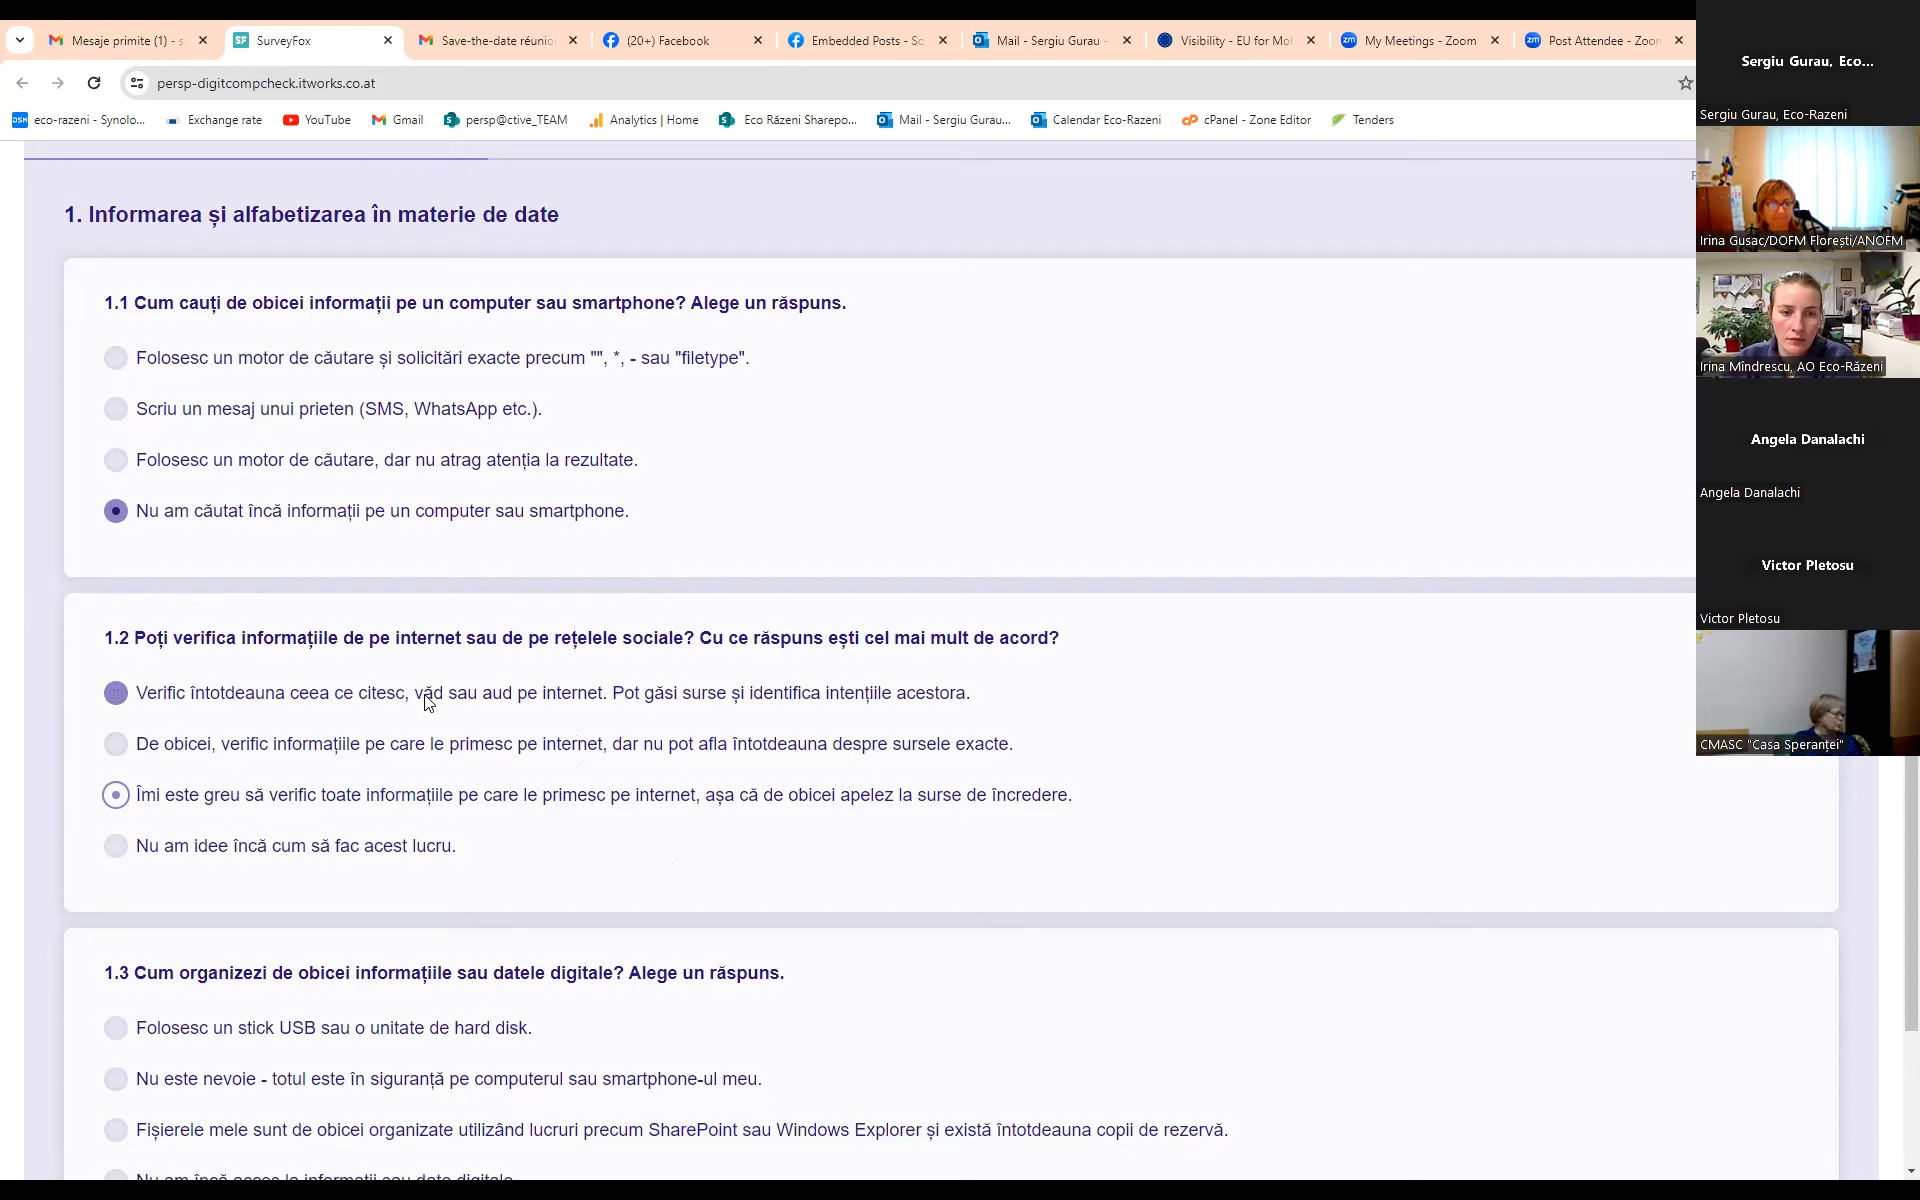 Mesaje primite (1) - s
SurveyFox
Save-the-date réunio
(20+) Facebook
Embedded Posts - So
Mail - Sergiu Gurau -
Visibility - EU for Mol
My Meetings - Zoom
Post Attendee - Zoom
persp-digitcompcheck.itworks.co.at
eco-razeni - Synolo...
Exchange rate
YouTube
Gmail
persp@ctive_TEAM
Analytics | Home
Eco Răzeni Sharepo...
Mail - Sergiu Gurau...
Calendar Eco-Razeni
cPanel - Zone Editor
Tenders
1. Informarea și alfabetizarea în materie de date
1.1 Cum cauți de obicei informații pe un computer sau smartphone? Alege un răspuns.
Folosesc un motor de căutare și solicitări exacte precum "", *, - sau "filetype".
Scriu un mesaj unui prieten (SMS, WhatsApp etc.).
Folosesc un motor de căutare, dar nu atrag atenția la rezultate.
Nu am căutat încă informații pe un computer sau smartphone.
1.2 Poți verifica informațiile de pe internet sau de pe rețelele sociale? Cu ce răspuns ești cel mai mult de acord?
Verific întotdeauna ceea ce citesc, văd sau aud pe internet. Pot găsi surse și identifica intențiile acestora.
De obicei, verific informațiile pe care le primesc pe internet, dar nu pot afla întotdeauna despre sursele exacte.
Îmi este greu să verific toate informațiile pe care le primesc pe internet, așa că de obicei apelez la surse de încredere.
Nu am idee încă cum să fac acest lucru.
1.3 Cum organizezi de obicei informațiile sau datele digitale? Alege un răspuns.
Folosesc un stick USB sau o unitate de hard disk.
Nu este nevoie - totul este în siguranță pe computerul sau smartphone-ul meu.
Fișierele mele sunt de obicei organizate utilizând lucruri precum SharePoint sau Windows Explorer și există întotdeauna copii de rezervă.
Nu am încă acces la informații sau date digitale.
Sergiu Gurau, Eco...
Sergiu Gurau, Eco-Razeni
Irina Gusac/DOFM Florești/ANOFM
Irina Mîndrescu, AO Eco-Răzeni
Angela Danalachi
Angela Danalachi
Victor Pletosu
Victor Pletosu
CMASC "Casa Speranței"